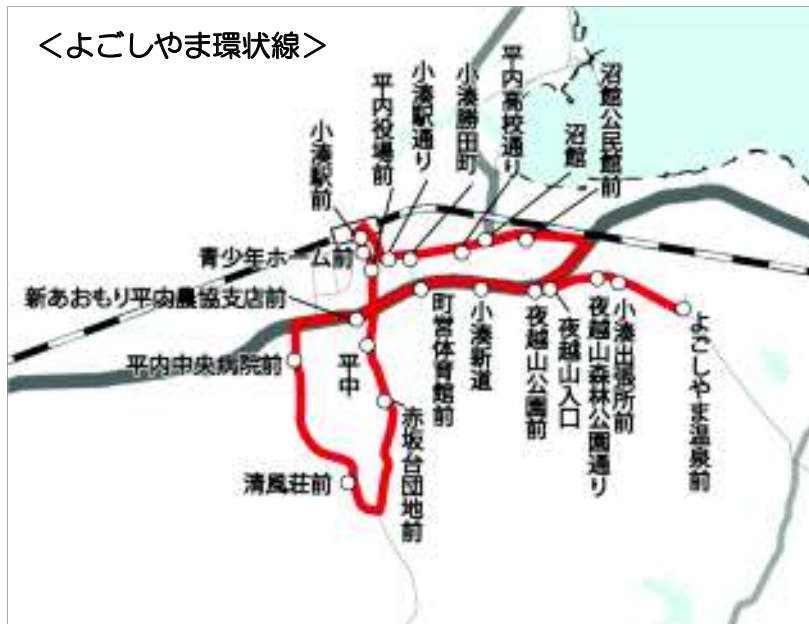 ＜よごしやま環状線＞
小湊駅前
平内役場前
小湊駅通り
小湊勝田町
平内高校通り
沼館
沼館公民館前
青少年ホーム前
新あおもり平内農協支店前
平内中央病院前
清風荘前
平中
赤坂台団地前
町営体育館前
小湊新道
夜越山公園前
夜越山入口
夜越山森林公園通り
小湊出張所前
よごしやま温泉前